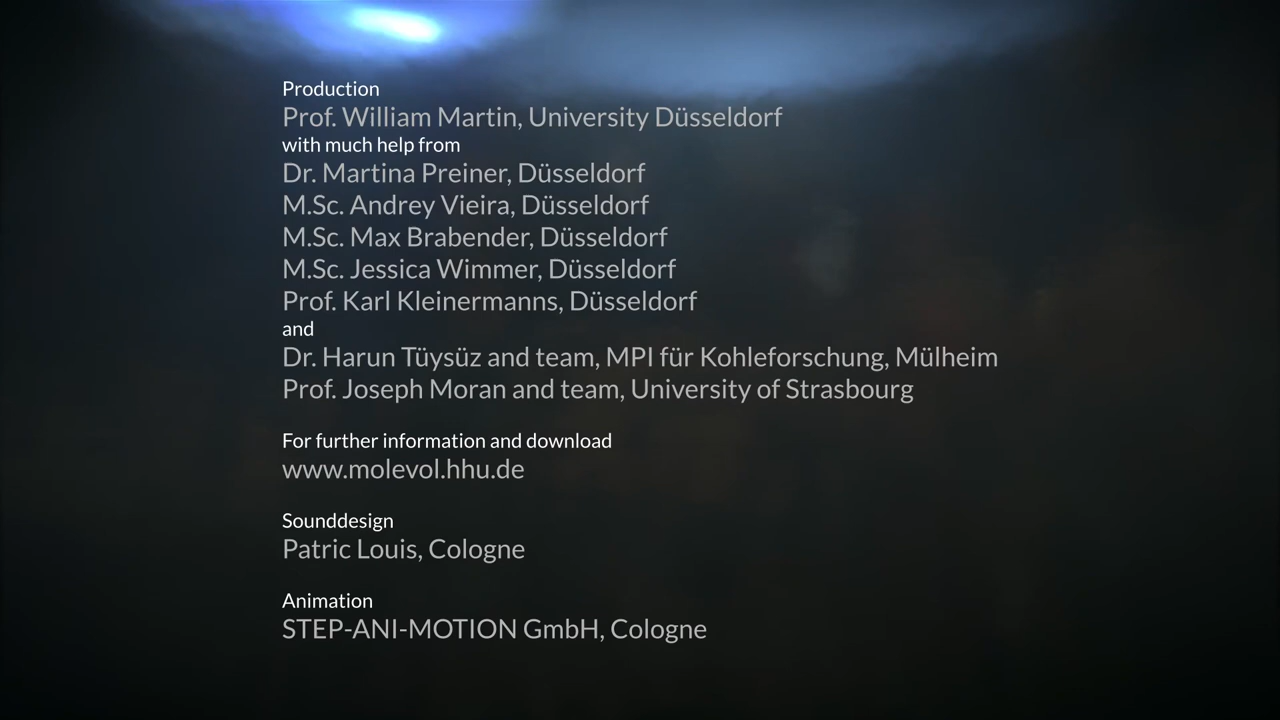 Production
Prof. William Martin, University Düsseldorf
with much help from
Dr. Martina Preiner, Düsseldorf
M.Sc. Andrey Vieira, Düsseldorf
M.Sc. Max Brabender, Düsseldorf
M.Sc. Jessica Wimmer, Düsseldorf
Prof. Karl Kleinermanns, Düsseldorf
and
Dr. Harun Tüysüz and team, MPI für Kohleforschung, Mülheim
Prof. Joseph Moran and team, University of Strasbourg
For further information and download
www.molevol.hhu.de
Sounddesign
Patric Louis, Cologne
Animation
STEP-ANI-MOTION GmbH, Cologne